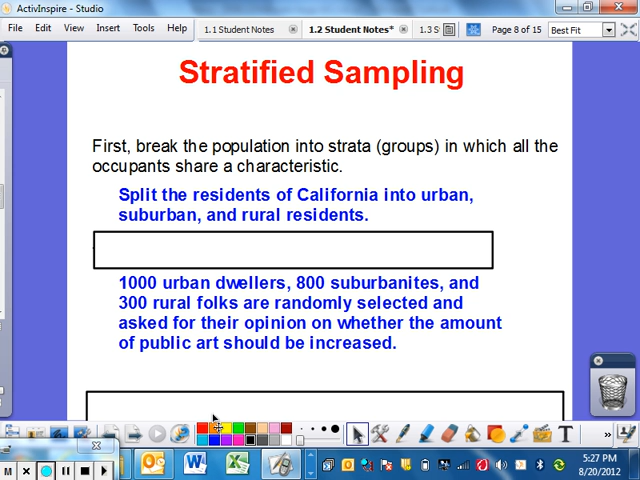 ActivInspire - Studio
File Edit View Insert Tools Help
1.1 Student Notes
1.2 Student Notes*
1.3 S
Page 8 of 15
Best Fit
Stratified Sampling
First, break the population into strata (groups) in which all the
occupants share a characteristic.
Split the residents of California into urban,
suburban, and rural residents.
1000 urban dwellers, 800 suburbanites, and
300 rural folks are randomly selected and
asked for their opinion on whether the amount
of public art should be increased.
T
»
M
W
5:27 PM
8/20/2012